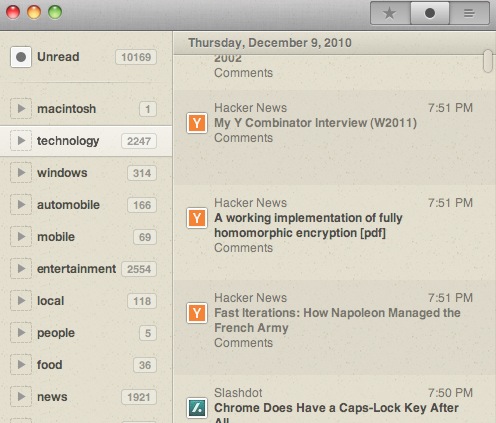 Thursday, December 9, 2010
Unread 10169
macintosh 1
technology 2247
windows 314
automobile 166
mobile 69
entertainment 2554
local 118
people 5
food 36
news 1921
2002
Comments
Hacker News 7:51 PM
Y My Y Combinator Interview (W2011)
Comments
Hacker News 7:51 PM
Y A working implementation of fully
homomorphic encryption [pdf]
Comments
Hacker News 7:51 PM
Y Fast Iterations: How Napoleon Managed the
French Army
Comments
Slashdot 7:50 PM
/. Chrome Does Have a Caps-Lock Key After
All